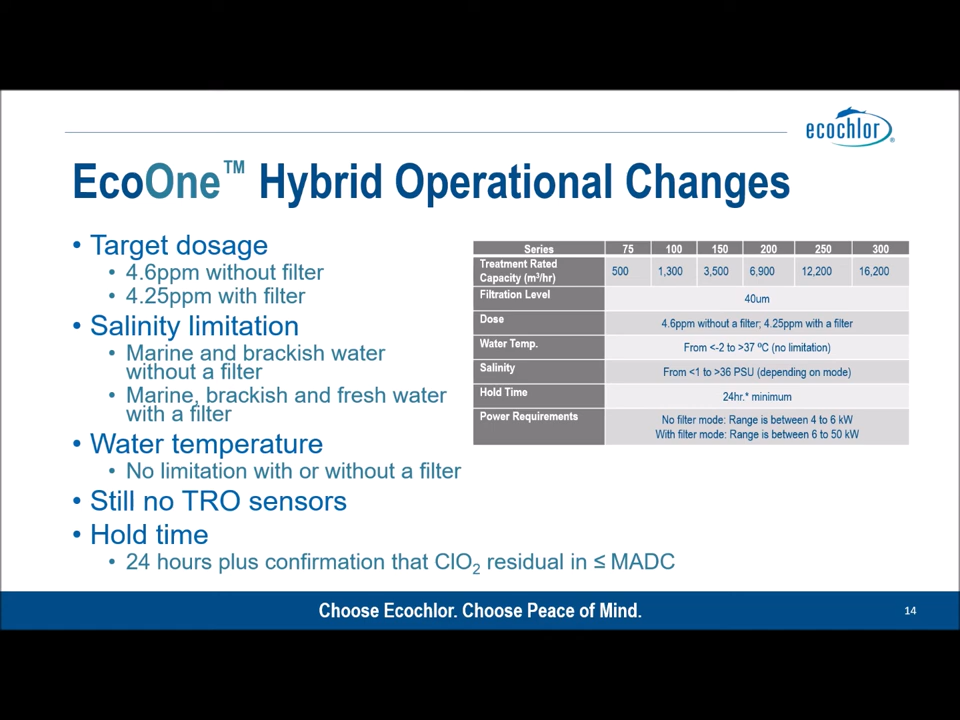 ecochlor®
EcoOne™ Hybrid Operational Changes
• Target dosage
• 4.6ppm without filter
• 4.25ppm with filter
• Salinity limitation
• Marine and brackish water
without a filter
• Marine, brackish and fresh water
with a filter
• Water temperature
• No limitation with or without a filter
• Still no TRO sensors
• Hold time
• 24 hours plus confirmation that ClO₂ residual in ≤ MADC
Series 75 100 150 200 250 300
Treatment Rated
Capacity (m³/hr) 500 1,300 3,500 6,900 12,200 16,200
Filtration Level 40um
Dose 4.6ppm without a filter; 4.25ppm with a filter
Water Temp. From <-2 to >37 ºC (no limitation)
Salinity From <1 to >36 PSU (depending on mode)
Hold Time 24hr.* minimum
Power Requirements No filter mode: Range is between 4 to 6 kW
With filter mode: Range is between 6 to 50 kW
Choose Ecochlor. Choose Peace of Mind.
14